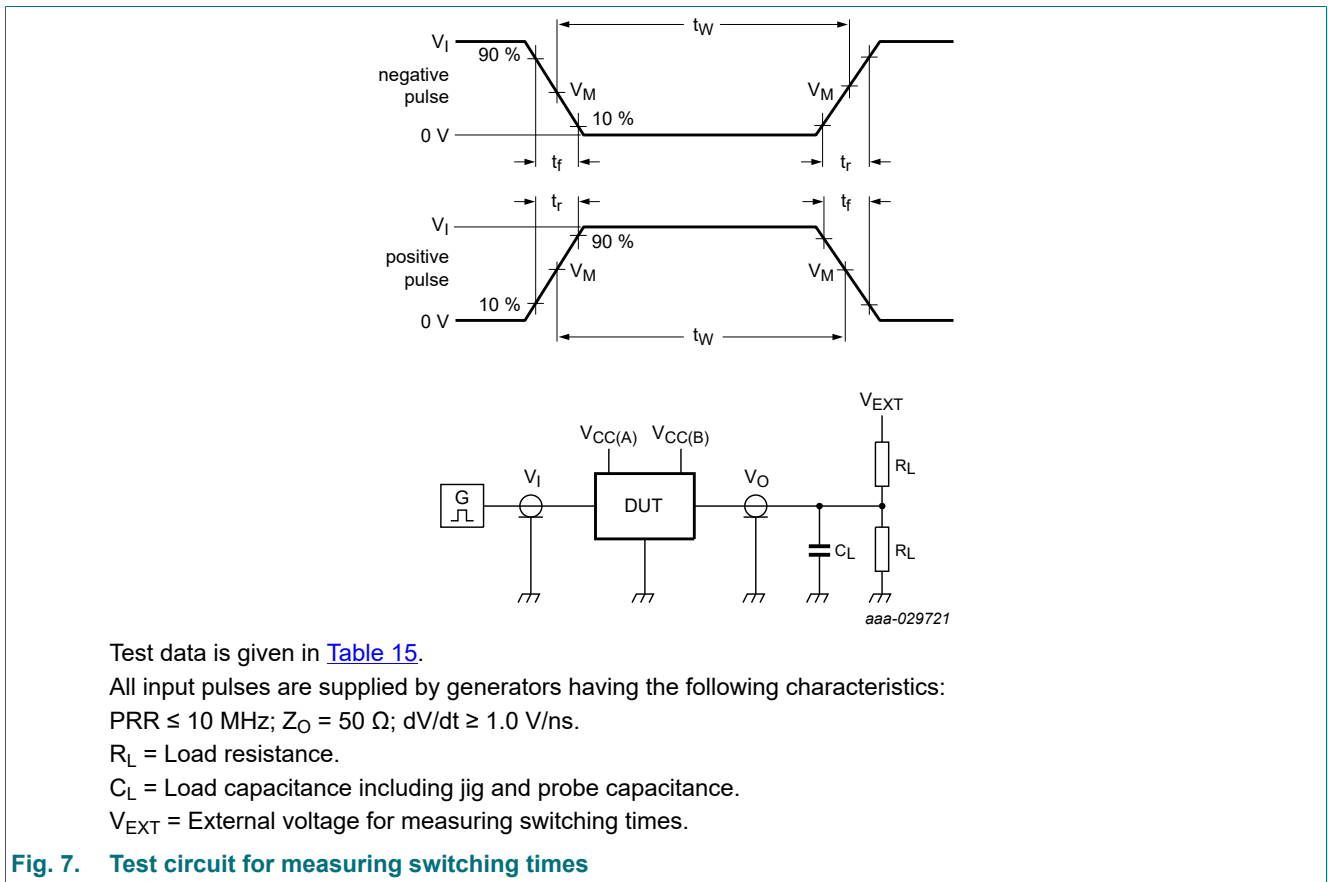 tW
VI
90 %
negative
pulse
VM
VM
10 %
0 V
tf
tr
tr
tf
VI
90 %
positive
pulse
VM
VM
10 %
0 V
tW
VEXT
VCC(A) VCC(B)
RL
VI
VO
G
DUT
CL
RL
aaa-029721
Test data is given in Table 15.
All input pulses are supplied by generators having the following characteristics:
PRR ≤ 10 MHz; ZO = 50 Ω; dV/dt ≥ 1.0 V/ns.
RL = Load resistance.
CL = Load capacitance including jig and probe capacitance.
VEXT = External voltage for measuring switching times.
Fig. 7. Test circuit for measuring switching times